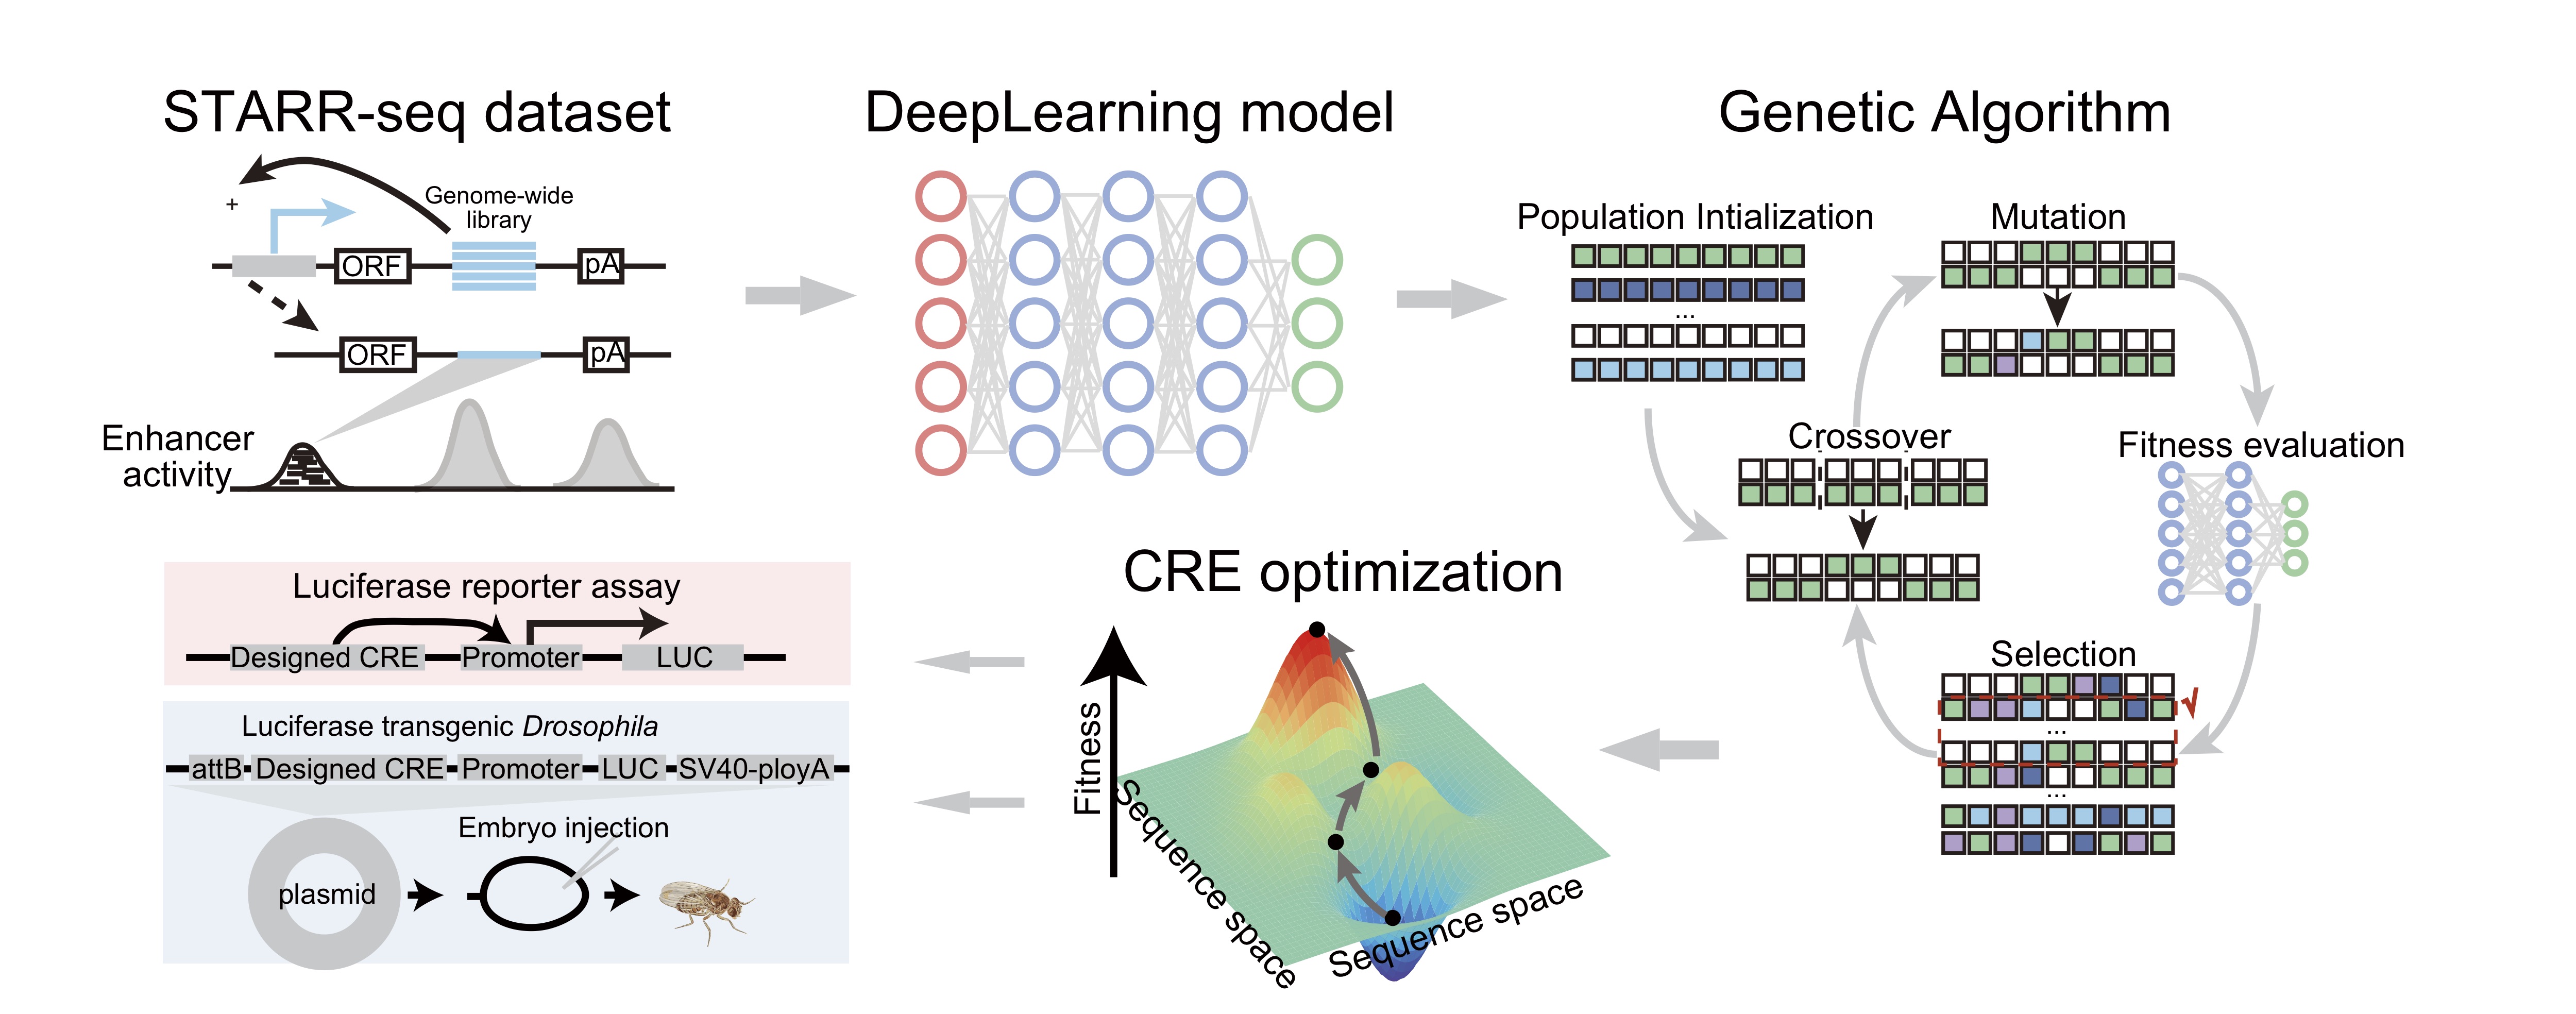 STARR-seq dataset
+
Genome-wide
library
ORF
pA
ORF
pA
Enhancer
activity
DeepLearning model
Genetic Algorithm
Population Intialization
...
Mutation
Crossover
Fitness evaluation
Selection
√
...
...
CRE optimization
Fitness
Sequence space
Sequence space
Luciferase reporter assay
Designed CRE
Promoter
LUC
Luciferase transgenic Drosophila
attB
Designed CRE
Promoter
LUC
SV40-ployA
Embryo injection
plasmid